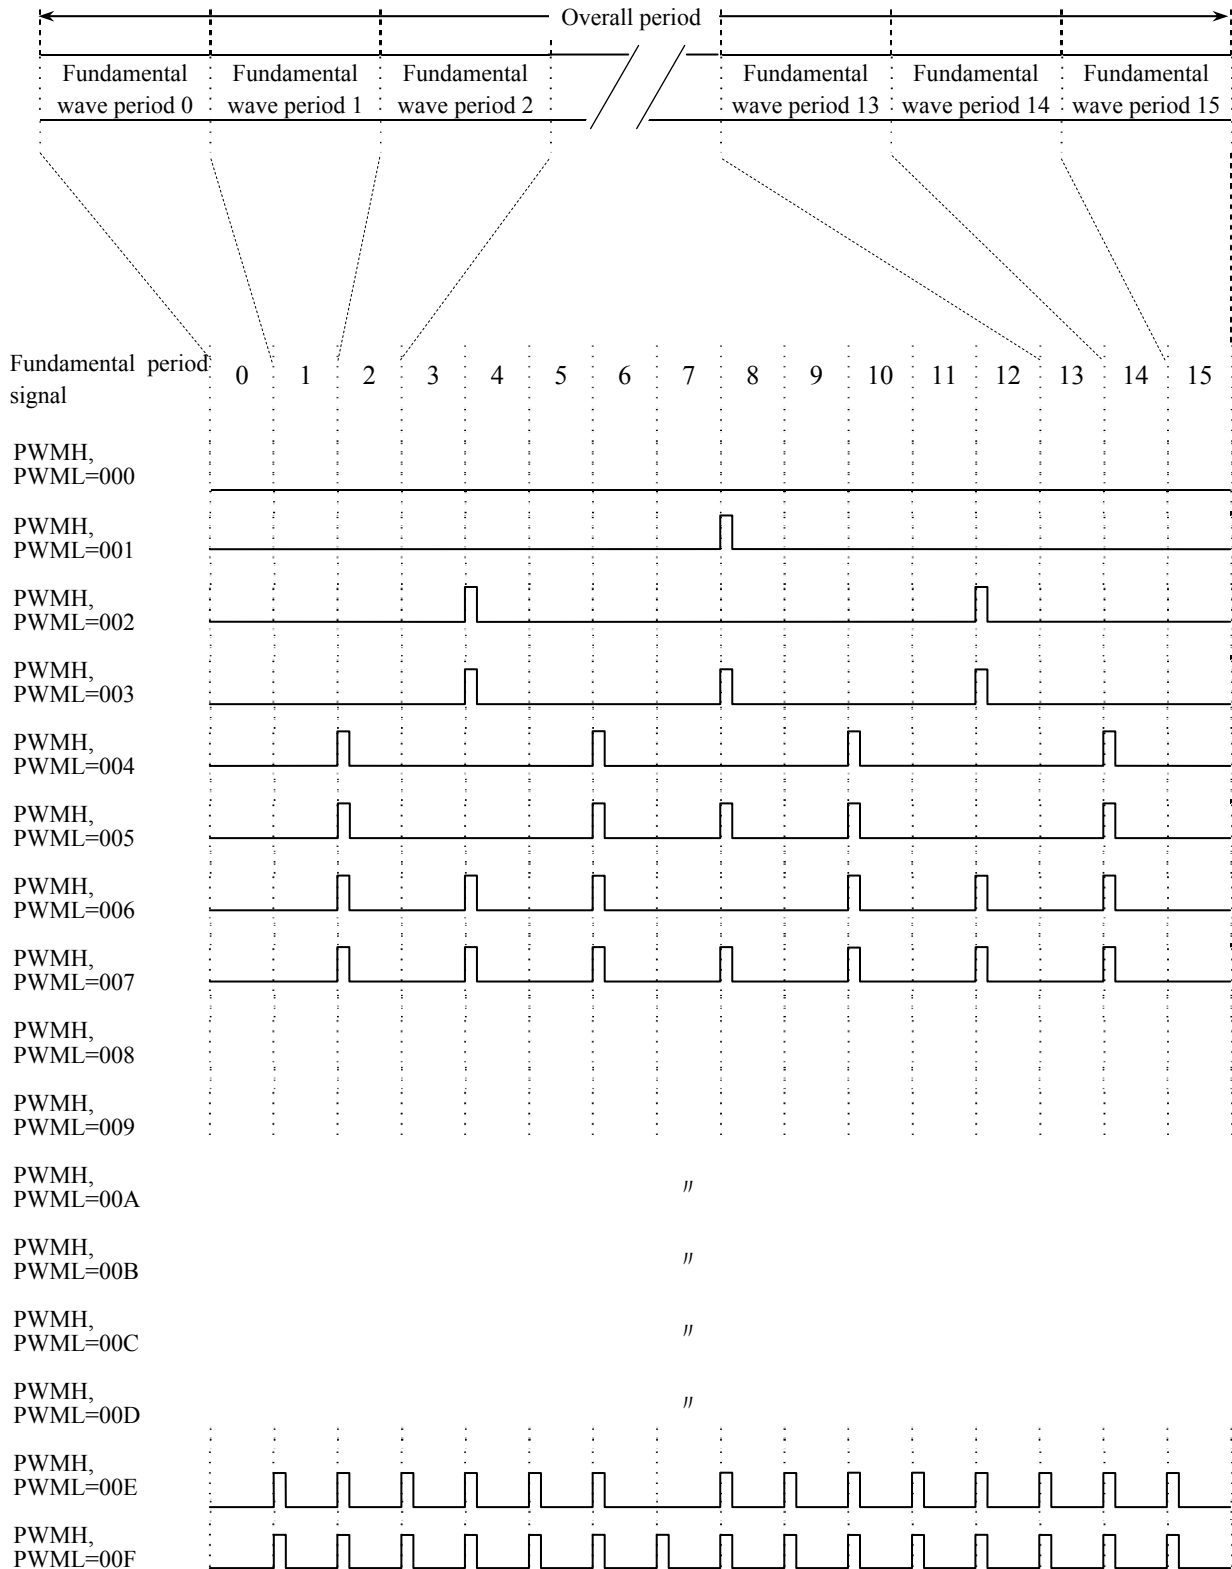 Overall period
Fundamental wave period 0
Fundamental wave period 1
Fundamental wave period 2
Fundamental wave period 13
Fundamental wave period 14
Fundamental wave period 15
Fundamental period signal
0 1 2 3 4 5 6 7 8 9 10 11 12 13 14 15
PWMH,
PWML=000
PWMH,
PWML=001
PWMH,
PWML=002
PWMH,
PWML=003
PWMH,
PWML=004
PWMH,
PWML=005
PWMH,
PWML=006
PWMH,
PWML=007
PWMH,
PWML=008
PWMH,
PWML=009
PWMH,
PWML=00A
〃
PWMH,
PWML=00B
〃
PWMH,
PWML=00C
〃
PWMH,
PWML=00D
〃
PWMH,
PWML=00E
PWMH,
PWML=00F